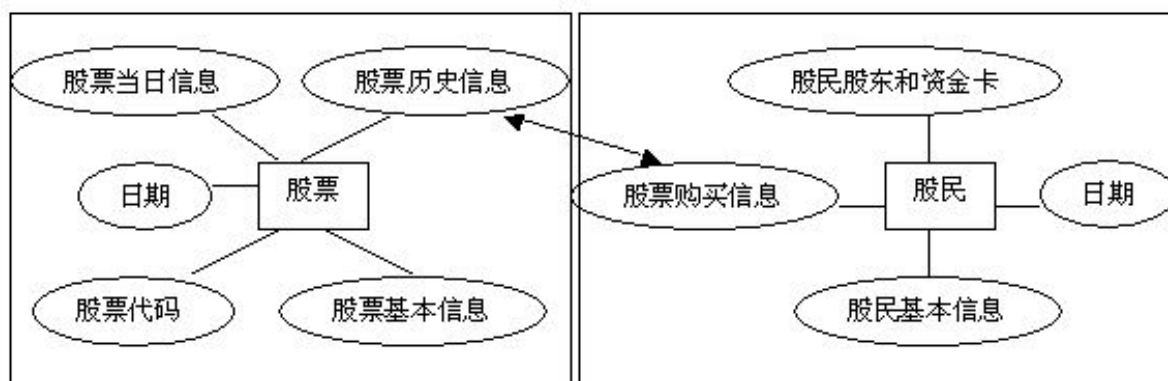 股票当日信息
股票历史信息
股民股东和资金卡
日期
股票
股票购买信息
股民
日期
股票代码
股票基本信息
股民基本信息